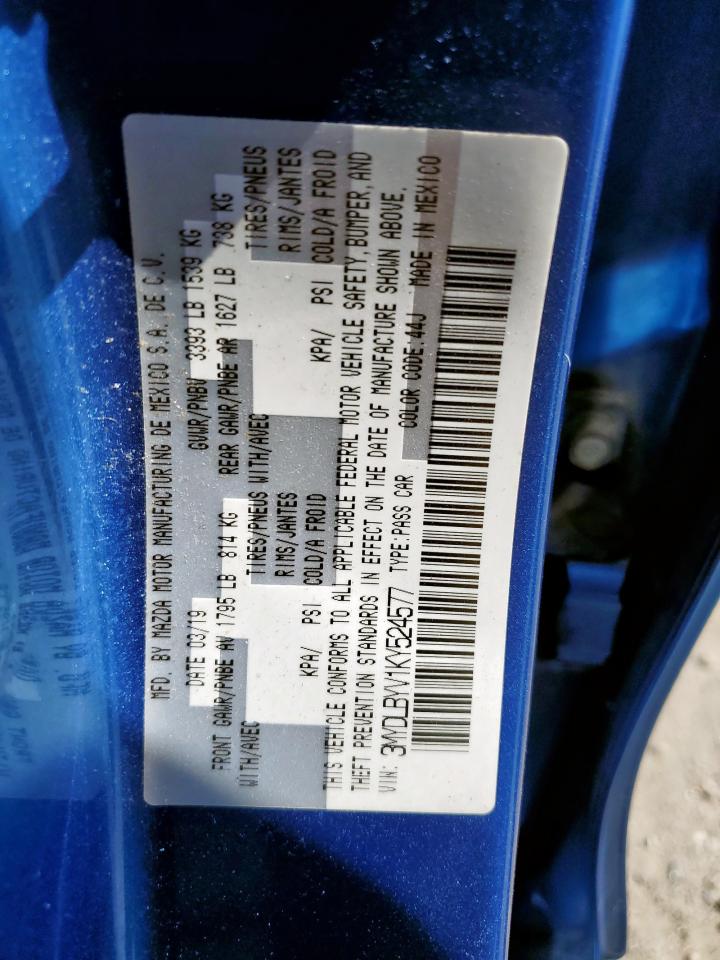 MFD. BY MAZDA MOTOR MANUFACTURING DE MEXICO S.A. DE C.V.
DATE 03/19 GVWR/PNBV 3393 LB 1539 KG
FRONT GAWR/PNBE AV 1795 LB 814 KG REAR GAWR/PNBE AR 1627 LB 738 KG
WITH/AVEC TIRES/PNEUS WITH/AVEC TIRES/PNEUS
RIMS/JANTES RIMS/JANTES
KPA/ PSI COLD/A FROID KPA/ PSI COLD/A FROID
THIS VEHICLE CONFORMS TO ALL APPLICABLE FEDERAL MOTOR VEHICLE SAFETY, BUMPER, AND
THEFT PREVENTION STANDARDS IN EFFECT ON THE DATE OF MANUFACTURE SHOWN ABOVE.
VIN: 3MYDLBYV1KY524577 TYPE:PASS CAR COLOR CODE:44J MADE IN MEXICO